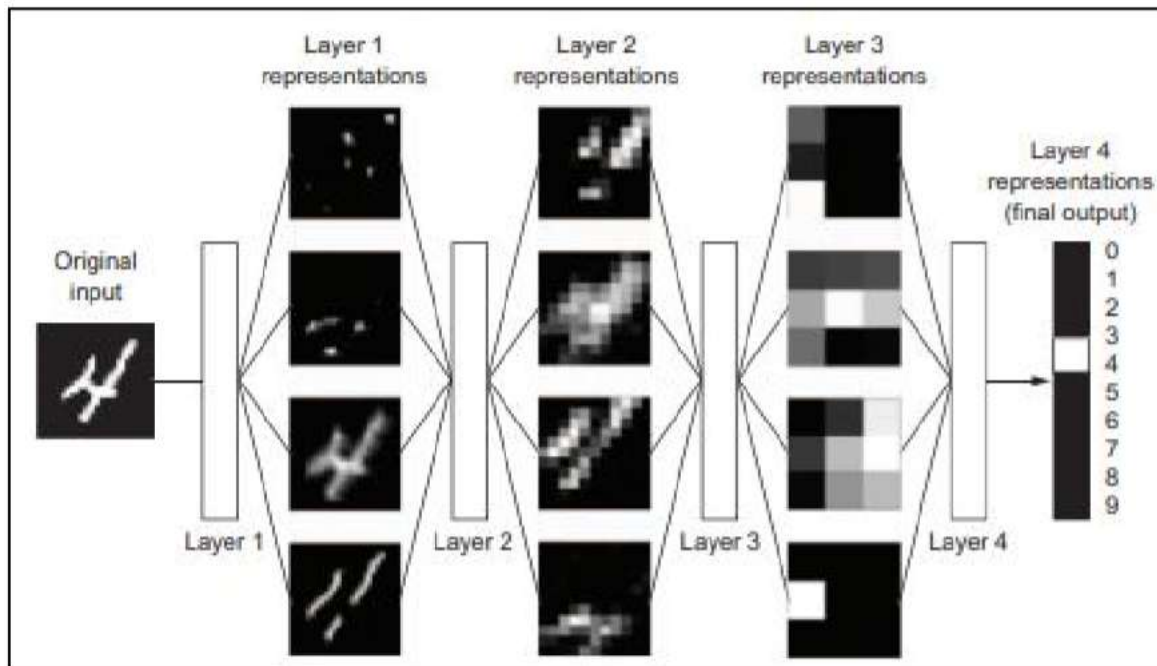 Layer 1
representations
Layer 2
representations
Layer 3
representations
Layer 4
representations
(final output)
Original
input
0
1
2
3
4
5
6
7
8
9
Layer 1
Layer 2
Layer 3
Layer 4